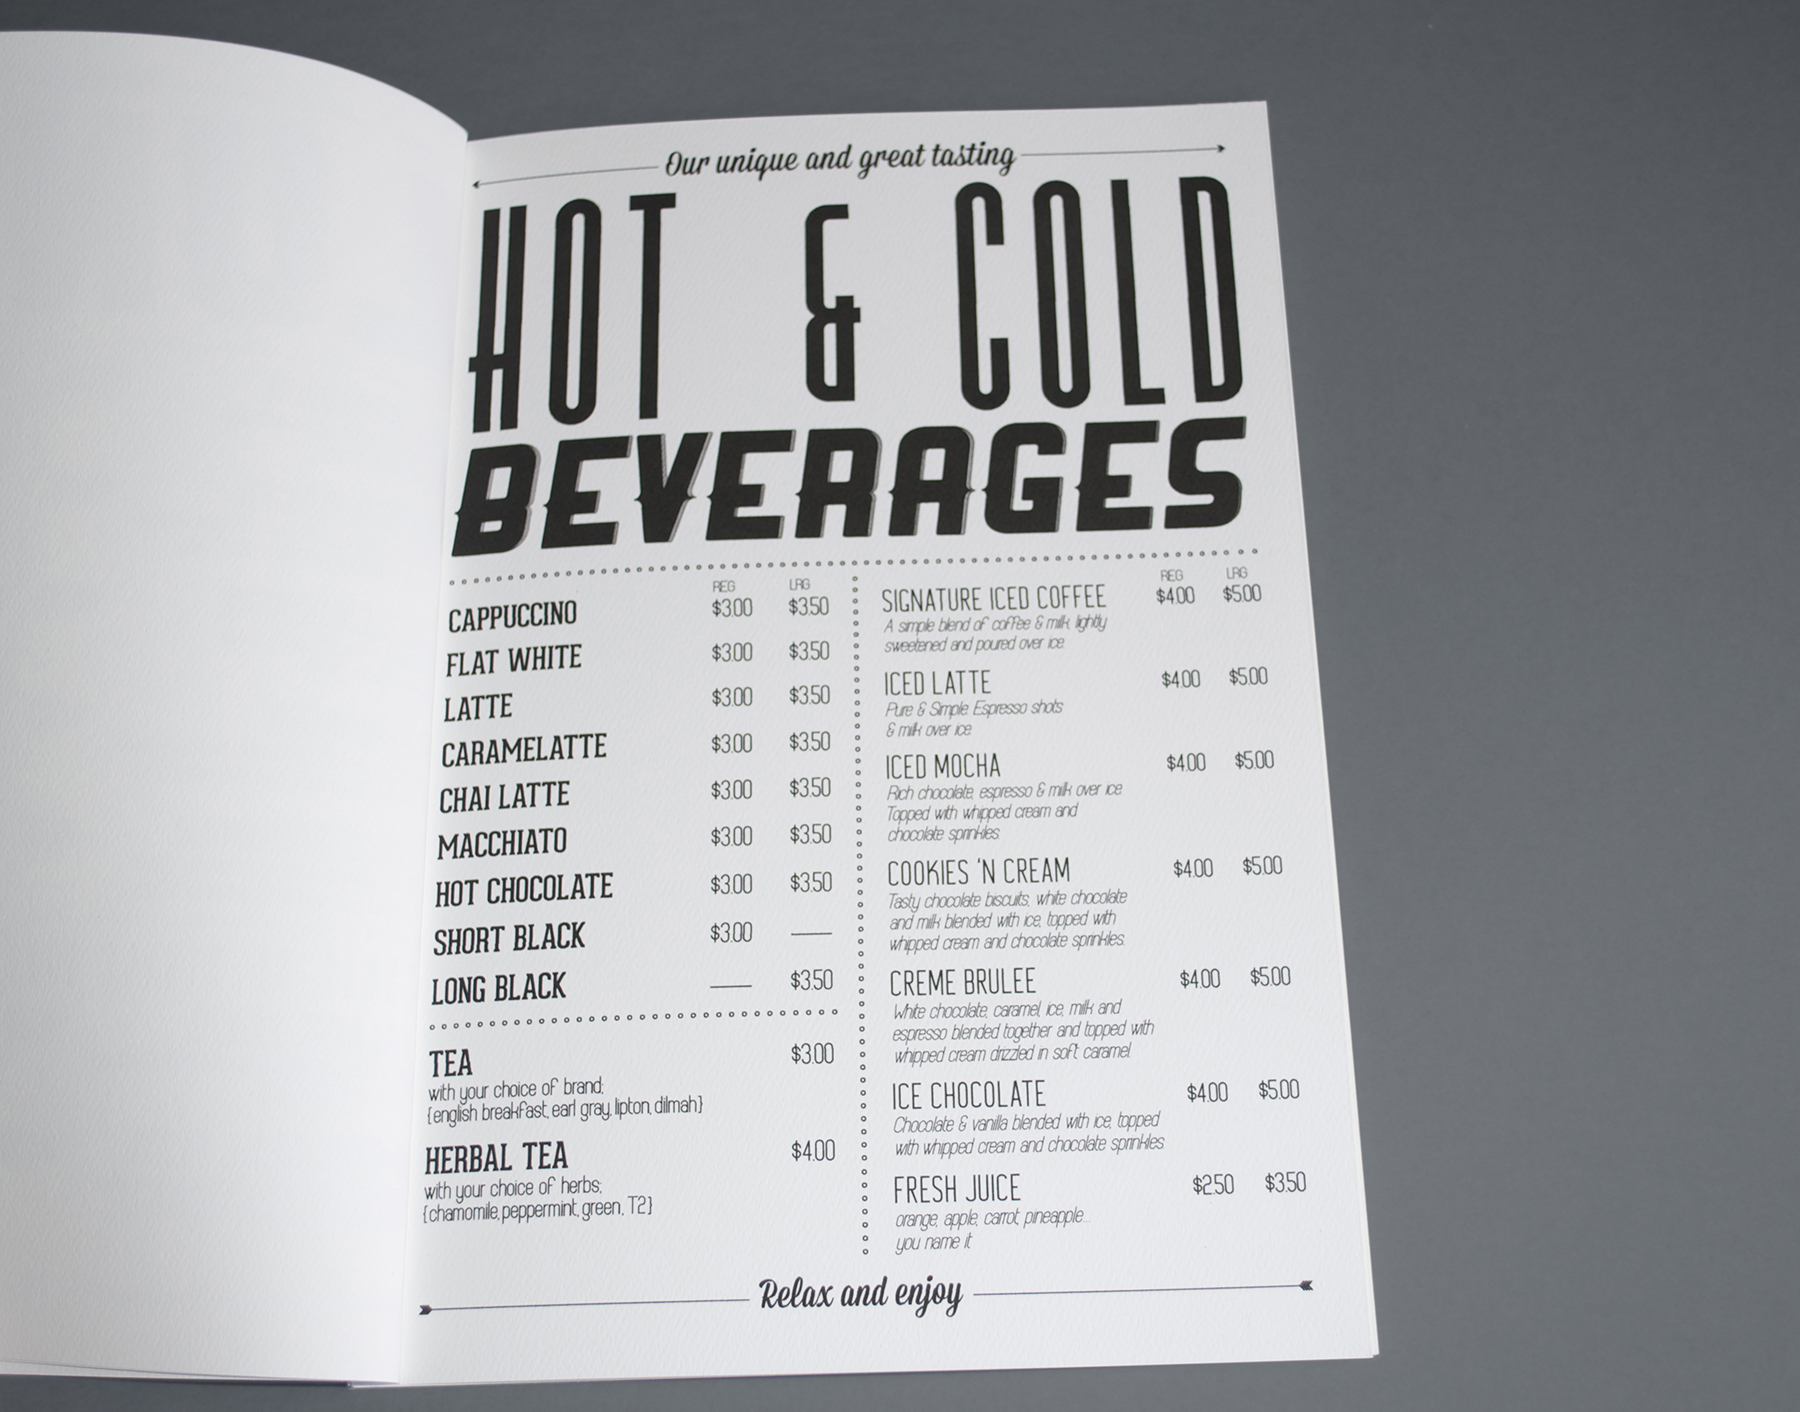 Our unique and great tasting
HOT & COLD
BEVERAGES
REG LRG
CAPPUCCINO $3.00 $3.50
FLAT WHITE $3.00 $3.50
LATTE $3.00 $3.50
CARAMELATTE $3.00 $3.50
CHAI LATTE $3.00 $3.50
MACCHIATO $3.00 $3.50
HOT CHOCOLATE $3.00 $3.50
SHORT BLACK $3.00 —
LONG BLACK — $3.50
TEA $3.00
with your choice of brand;
{english breakfast, earl gray, lipton, dilmah}
HERBAL TEA $4.00
with your choice of herbs;
{chamomile, peppermint, green, T2}
REG LRG
SIGNATURE ICED COFFEE $4.00 $5.00
A simple blend of coffee & milk, lightly
sweetened and poured over ice.
ICED LATTE $4.00 $5.00
Pure & Simple. Espresso shots
& milk over ice.
ICED MOCHA $4.00 $5.00
Rich chocolate, espresso & milk over ice.
Topped with whipped cream and
chocolate sprinkles.
COOKIES 'N CREAM $4.00 $5.00
Tasty chocolate biscuits, white chocolate
and milk blended with ice, topped with
whipped cream and chocolate sprinkles.
CREME BRULEE $4.00 $5.00
White chocolate, caramel, ice, milk and
espresso blended together and topped with
whipped cream drizzled in soft caramel.
ICE CHOCOLATE $4.00 $5.00
Chocolate & vanilla blended with ice, topped
with whipped cream and chocolate sprinkles.
FRESH JUICE $2.50 $3.50
orange, apple, carrot, pineapple...
you name it.
Relax and enjoy